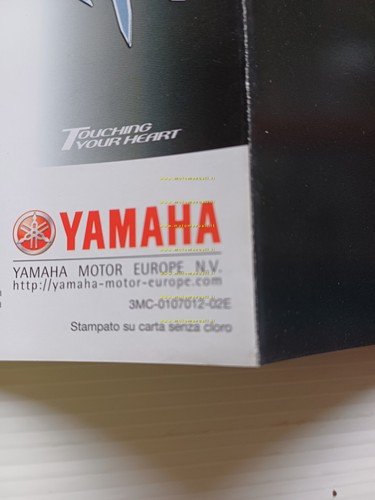 TOUCHING
YOUR HEART
YAMAHA
YAMAHA MOTOR EUROPE N.V.
http://yamaha-motor-europe.com
3MC-0107012-02E
Stampato su carta senza cloro